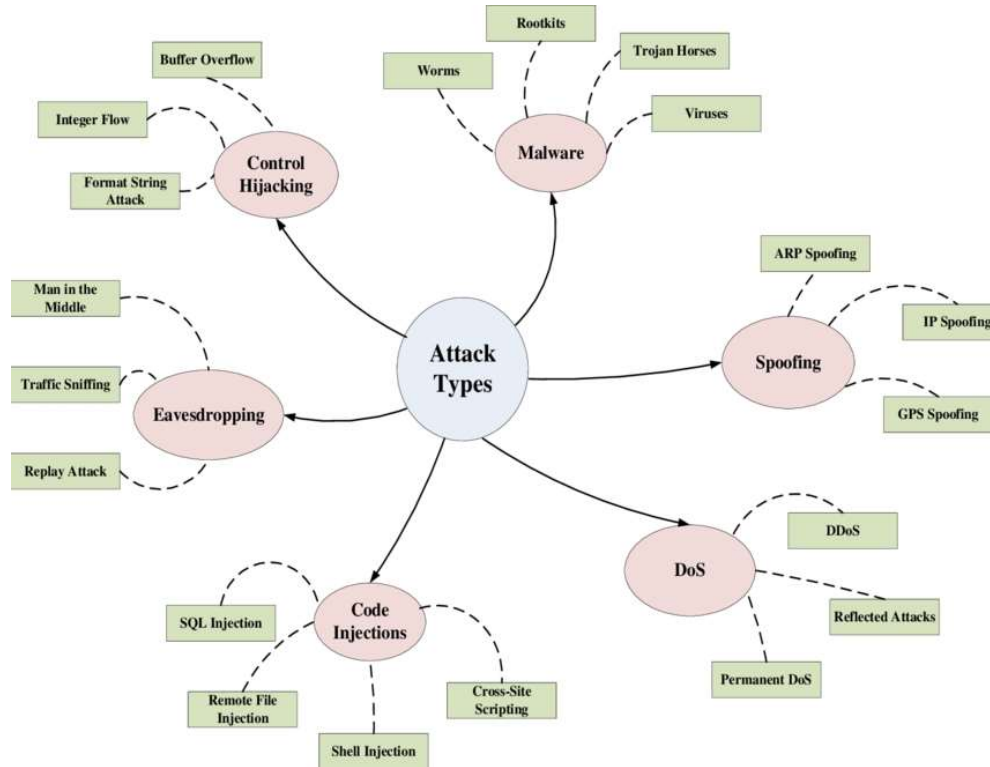 Rootkits
Buffer Overflow
Trojan Horses
Worms
Integer Flow
Viruses
Malware
Control
Hijacking
Format String
Attack
ARP Spoofing
Man in the
Middle
IP Spoofing
Attack
Types
Spoofing
Traffic Sniffing
Eavesdropping
GPS Spoofing
Replay Attack
DDoS
DoS
Code
Injections
SQL Injection
Reflected Attacks
Permanent DoS
Cross-Site
Scripting
Remote File
Injection
Shell Injection